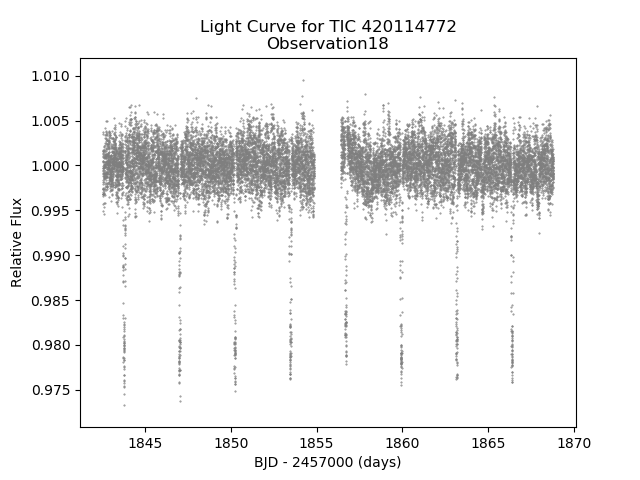 Light Curve for TIC 420114772
Observation18
1.010
1.005
1.000
0.995
0.990
0.985
0.980
0.975
Relative Flux
1845 1850 1855 1860 1865 1870
BJD - 2457000 (days)